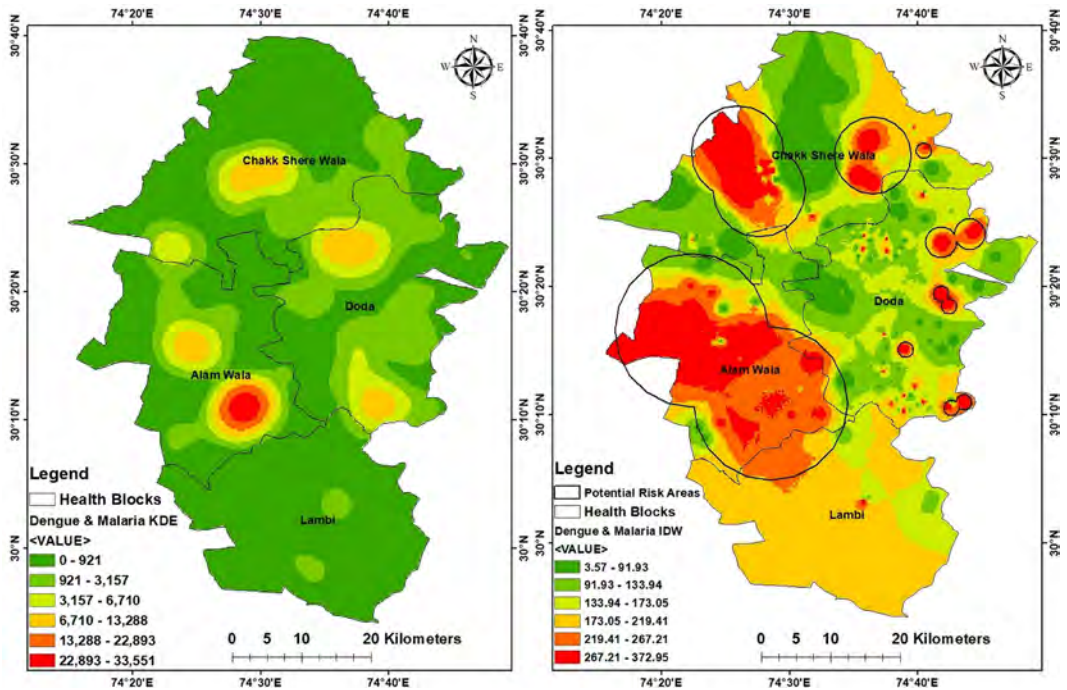 74°20'E 74°30'E 74°40'E
30°40'N
30°30'N
30°20'N
30°10'N
30°N
N
W E
S
Chakk Shere Wala
Doda
Alam Wala
Lambi
Legend
Health Blocks
Dengue & Malaria KDE
<VALUE>
0 - 921
921 - 3,157
3,157 - 6,710
6,710 - 13,288
13,288 - 22,893
22,893 - 33,551
0 5 10 20 Kilometers
74°20'E 74°30'E 74°40'E
30°40'N
30°30'N
30°20'N
30°10'N
30°N
74°20'E 74°30'E 74°40'E
30°40'N
30°30'N
30°20'N
30°10'N
30°N
N
W E
S
Chakk Shere Wala
Doda
Alam Wala
Lambi
Legend
Potential Risk Areas
Health Blocks
Dengue & Malaria IDW
<VALUE>
3.57 - 91.93
91.93 - 133.94
133.94 - 173.05
173.05 - 219.41
219.41 - 267.21
267.21 - 372.95
0 5 10 20 Kilometers
74°20'E 74°30'E 74°40'E
30°40'N
30°30'N
30°20'N
30°10'N
30°N